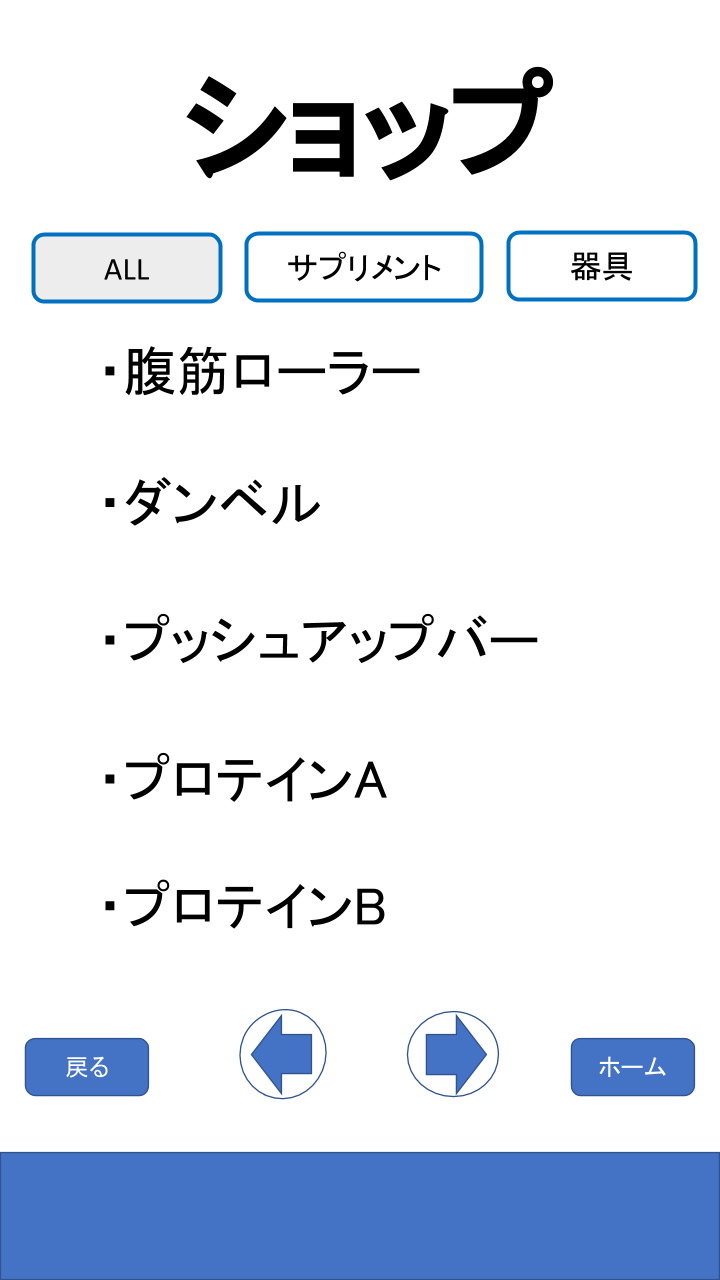 ショップ
ALL
サプリメント
器具
・腹筋ローラー
・ダンベル
・プッシュアップバー
・プロテインA
・プロテインB
戻る
ホーム